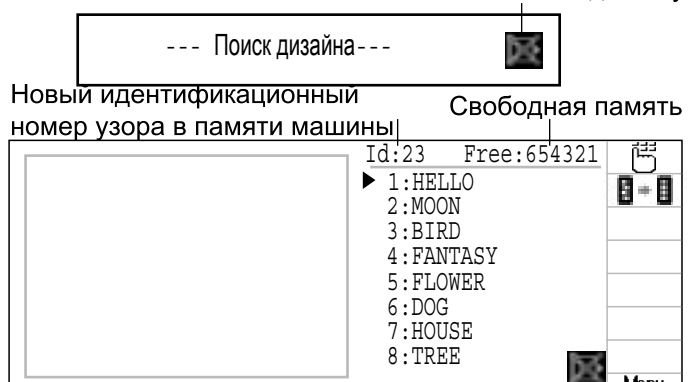 --- Поиск дизайна---
Новый идентификационный
номер узора в памяти машины
Свободная память
Id:23 Free:654321
1:HELLO
2:MOON
3:BIRD
4:FANTASY
5:FLOWER
6:DOG
7:HOUSE
8:TREE